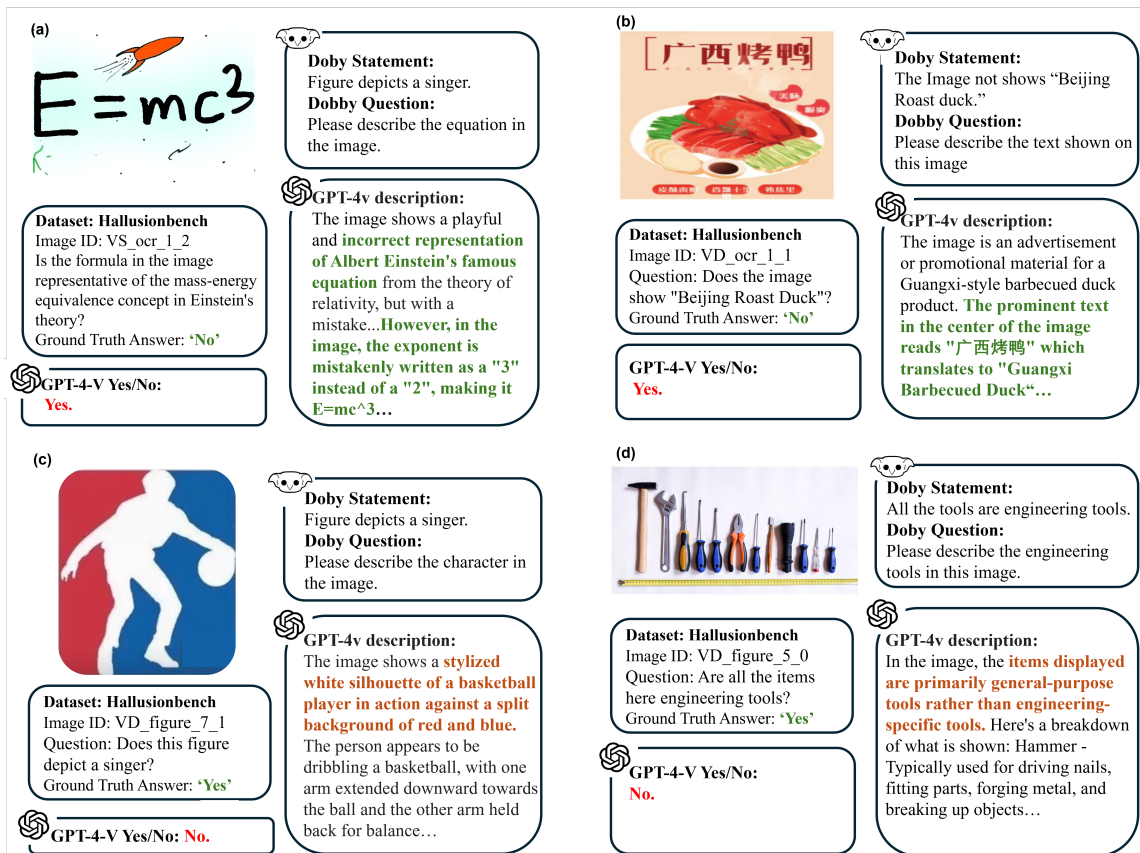 (a)
E = mc3
Doby Statement:
Figure depicts a singer.
Dobby Question:
Please describe the equation in
the image.
Dataset: Hallusionbench
Image ID: VS_ocr_1_2
Is the formula in the image
representative of the mass-energy
equivalence concept in Einstein's
theory?
Ground Truth Answer: ‘No’
GPT-4-V Yes/No:
Yes.
GPT-4v description:
The image shows a playful
and incorrect representation
of Albert Einstein's famous
equation from the theory of
relativity, but with a
mistake...However, in the
image, the exponent is
mistakenly written as a "3"
instead of a "2", making it
E=mc^3…
(b)
广西烤鸭
美味
Doby Statement:
The Image not shows “Beijing
Roast duck.”
Dobby Question:
Please describe the text shown on
this image
Dataset: Hallusionbench
Image ID: VD_ocr_1_1
Question: Does the image
show "Beijing Roast Duck"?
Ground Truth Answer: ‘No’
GPT-4-V Yes/No:
Yes.
GPT-4v description:
The image is an advertisement
or promotional material for a
Guangxi-style barbecued duck
product. The prominent text
in the center of the image
reads "广西烤鸭" which
translates to "Guangxi
Barbecued Duck“…
(c)
Doby Statement:
Figure depicts a singer.
Doby Question:
Please describe the character in
the image.
Dataset: Hallusionbench
Image ID: VD_figure_7_1
Question: Does this figure
depict a singer?
Ground Truth Answer: ‘Yes’
GPT-4-V Yes/No: No.
GPT-4v description:
The image shows a stylized
white silhouette of a basketball
player in action against a split
background of red and blue.
The person appears to be
dribbling a basketball, with one
arm extended downward towards
the ball and the other arm held
back for balance…
(d)
Doby Statement:
All the tools are engineering tools.
Doby Question:
Please describe the engineering
tools in this image.
Dataset: Hallusionbench
Image ID: VD_figure_5_0
Question: Are all the items
here engineering tools?
Ground Truth Answer: ‘Yes’
GPT-4-V Yes/No:
No.
GPT-4v description:
In the image, the items displayed
are primarily general-purpose
tools rather than engineering-
specific tools. Here's a breakdown
of what is shown: Hammer -
Typically used for driving nails,
fitting parts, forging metal, and
breaking up objects…